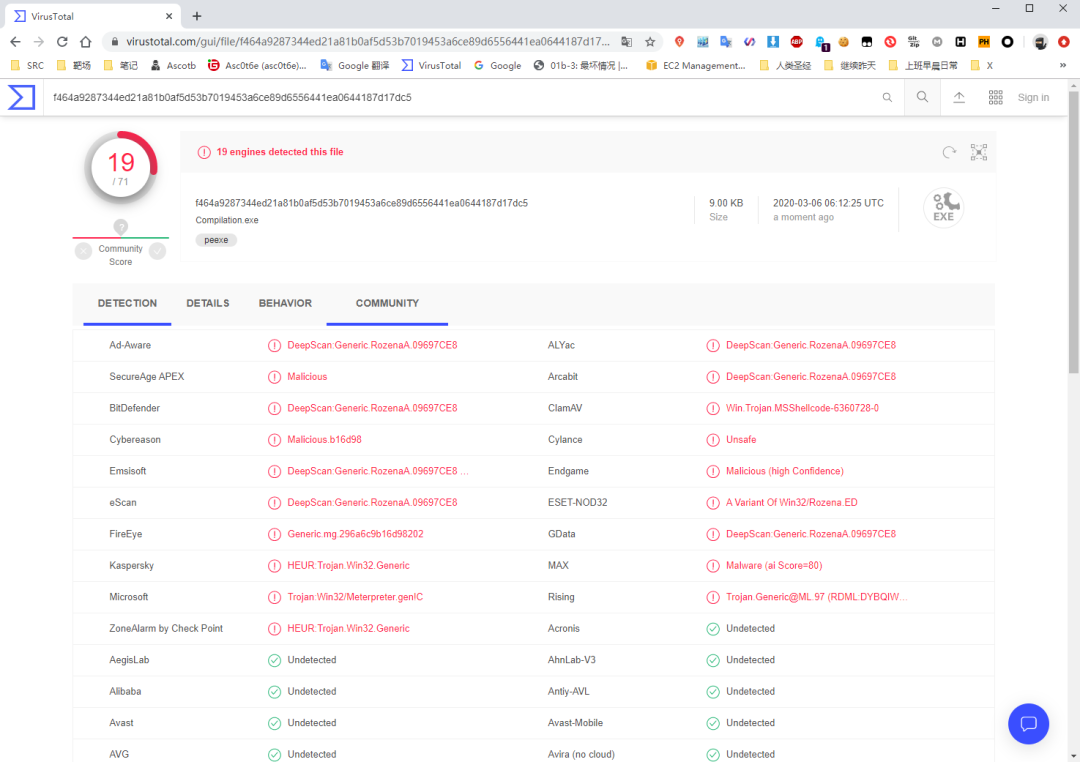 VirusTotal
virustotal.com/gui/file/f464a9287344ed21a81b0af5d53b7019453a6ce89d6556441ea0644187d17...
SRC 靶场 笔记 Ascotb Asc0t6e (asc0t6e)... Google 翻译 VirusTotal Google 01b-3: 最坏情况 |... EC2 Management... 人类圣经 继续昨天 上班早晨日常 X »
f464a9287344ed21a81b0af5d53b7019453a6ce89d6556441ea0644187d17dc5 Sign in
19
/ 71
19 engines detected this file
f464a9287344ed21a81b0af5d53b7019453a6ce89d6556441ea0644187d17dc5
Compilation.exe
peexe
9.00 KB
Size
2020-03-06 06:12:25 UTC
a moment ago
EXE
?
Community
Score
DETECTION DETAILS BEHAVIOR COMMUNITY
Ad-Aware DeepScan:Generic.RozenaA.09697CE8 ALYac DeepScan:Generic.RozenaA.09697CE8
SecureAge APEX Malicious Arcabit DeepScan:Generic.RozenaA.09697CE8
BitDefender DeepScan:Generic.RozenaA.09697CE8 ClamAV Win.Trojan.MSShellcode-6360728-0
Cybereason Malicious.b16d98 Cylance Unsafe
Emsisoft DeepScan:Generic.RozenaA.09697CE8 ... Endgame Malicious (high Confidence)
eScan DeepScan:Generic.RozenaA.09697CE8 ESET-NOD32 A Variant Of Win32/Rozena.ED
FireEye Generic.mg.296a6c9b16d98202 GData DeepScan:Generic.RozenaA.09697CE8
Kaspersky HEUR:Trojan.Win32.Generic MAX Malware (ai Score=80)
Microsoft Trojan:Win32/Meterpreter.gen!C Rising Trojan.Generic@ML.97 (RDML:DYBQIW...
ZoneAlarm by Check Point HEUR:Trojan.Win32.Generic Acronis Undetected
AegisLab Undetected AhnLab-V3 Undetected
Alibaba Undetected Antiy-AVL Undetected
Avast Undetected Avast-Mobile Undetected
AVG Undetected Avira (no cloud) Undetected